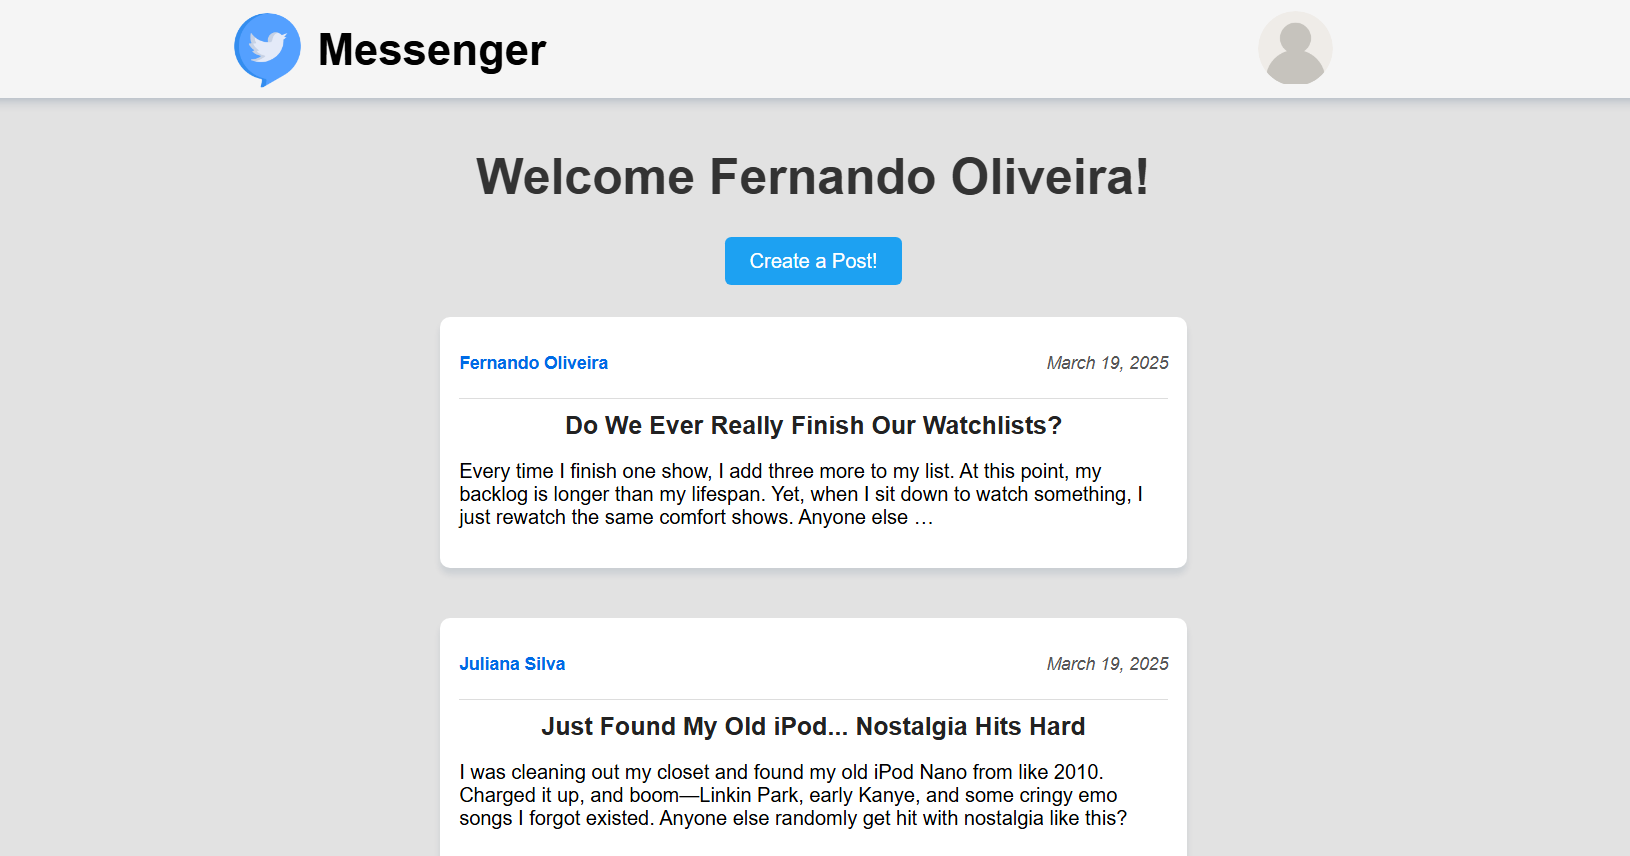 Messenger
Welcome Fernando Oliveira!
Create a Post!
Fernando Oliveira
March 19, 2025
Do We Ever Really Finish Our Watchlists?
Every time I finish one show, I add three more to my list. At this point, my
backlog is longer than my lifespan. Yet, when I sit down to watch something, I
just rewatch the same comfort shows. Anyone else …
Juliana Silva
March 19, 2025
Just Found My Old iPod... Nostalgia Hits Hard
I was cleaning out my closet and found my old iPod Nano from like 2010.
Charged it up, and boom—Linkin Park, early Kanye, and some cringy emo
songs I forgot existed. Anyone else randomly get hit with nostalgia like this?